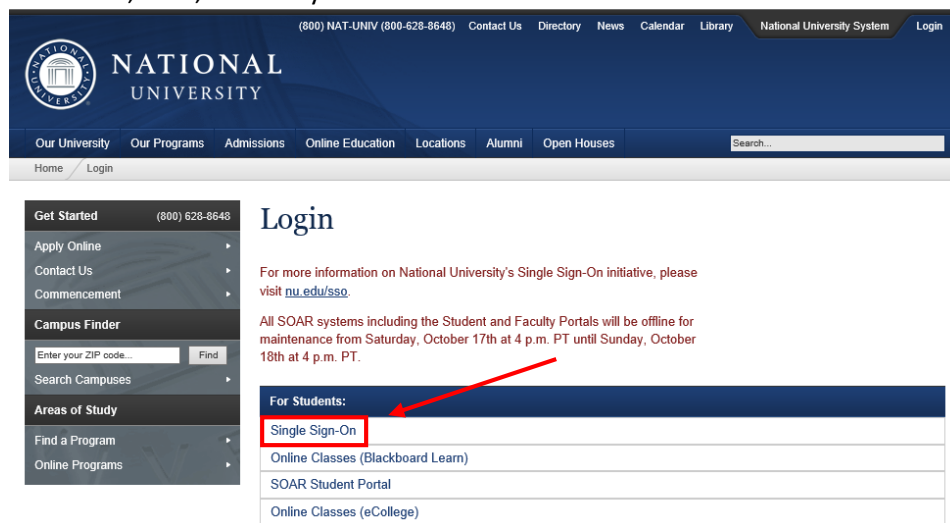 (800) NAT-UNIV (800-628-8648) Contact Us Directory News Calendar Library National University System Login
NATIONAL
UNIVERSITY
Our University Our Programs Admissions Online Education Locations Alumni Open Houses Search...
Home Login
Get Started (800) 628-8648
Apply Online
Contact Us
Commencement
Campus Finder
Enter your ZIP code... Find
Search Campuses
Areas of Study
Find a Program
Online Programs
Login
For more information on National University's Single Sign-On initiative, please
visit nu.edu/sso.
All SOAR systems including the Student and Faculty Portals will be offline for
maintenance from Saturday, October 17th at 4 p.m. PT until Sunday, October
18th at 4 p.m. PT.
For Students:
Single Sign-On
Online Classes (Blackboard Learn)
SOAR Student Portal
Online Classes (eCollege)